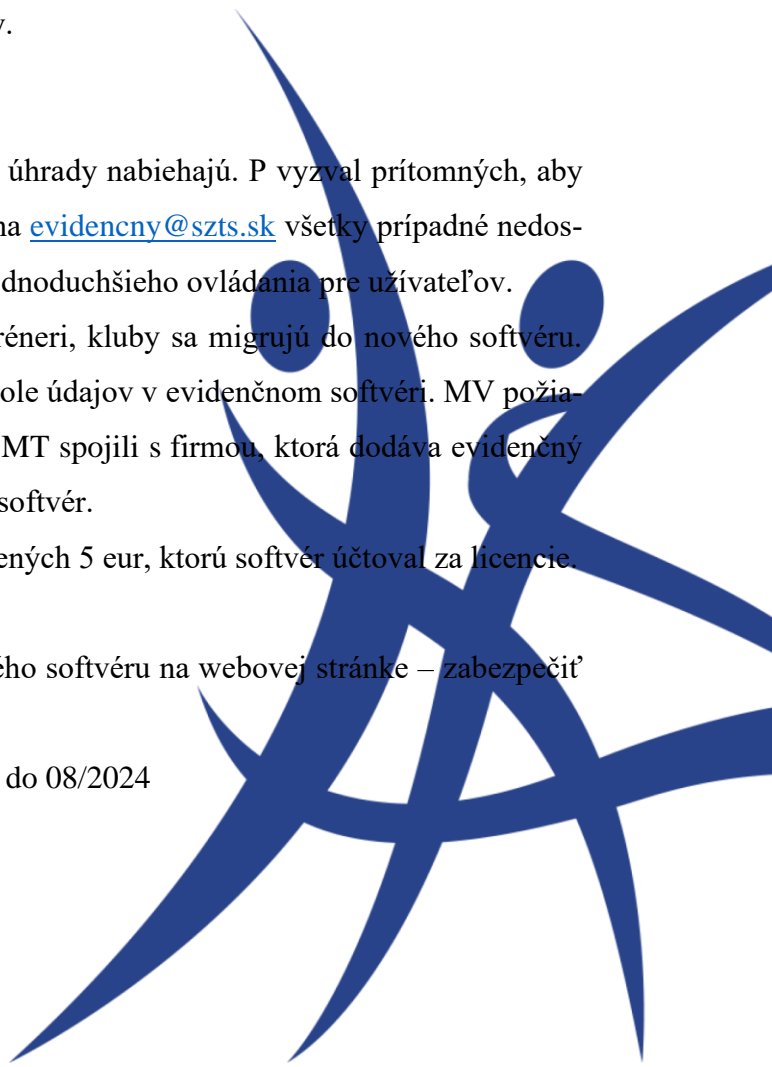 v.
úhrady nabiehajú. P vyzval prítomných, aby
na evidencny@szts.sk všetky prípadné nedos-
dnoduchšieho ovládania pre užívateľov.
réneri, kluby sa migrujú do nového softvéru.
ole údajov v evidenčnom softvéri. MV požia-
MT spojili s firmou, ktorá dodáva evidenčný
softvér.
ených 5 eur, ktorú softvér účtoval za licencie.
ého softvéru na webovej stránke – zabezpečiť
do 08/2024